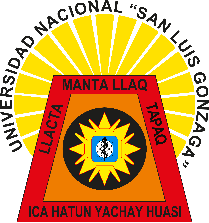 UNIVERSIDAD NACIONAL "SAN LUIS GONZAGA"
MANTA LLAQ
LLACTA
TAPAQ
ICA HATUN YACHAY HUASI